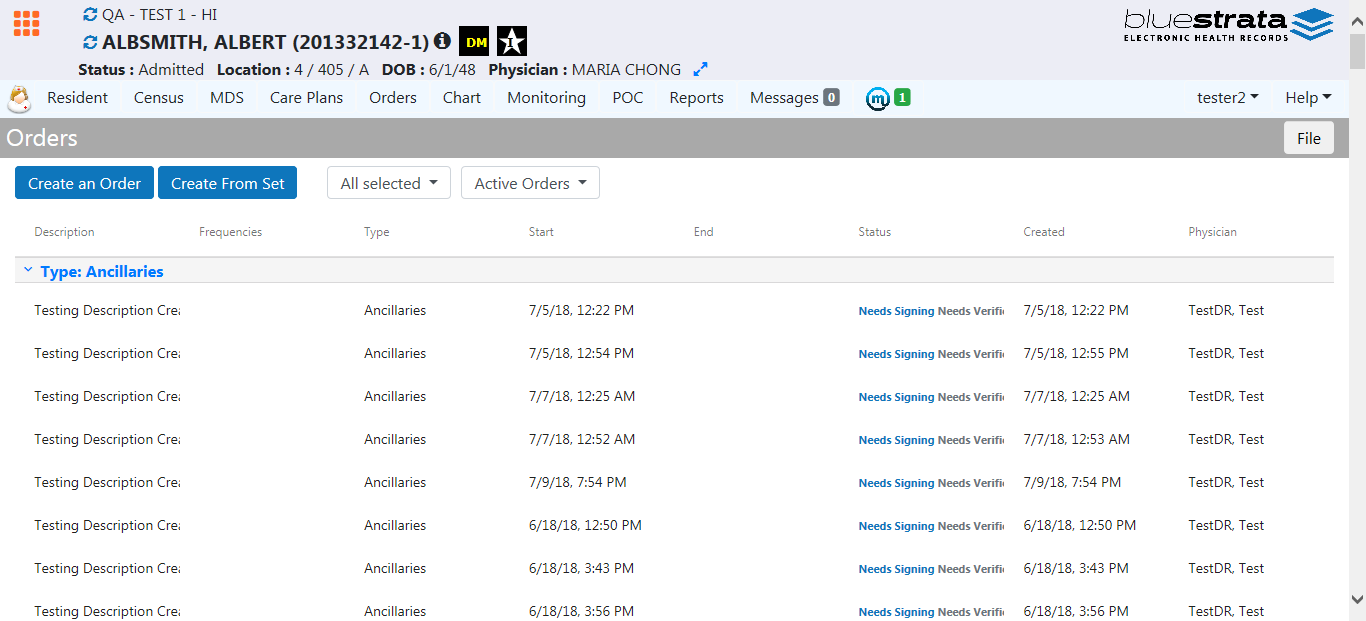 QA - TEST 1 - HI
ALBSMITH, ALBERT (201332142-1) DM 1
Status : Admitted Location : 4 / 405 / A DOB : 6/1/48 Physician : MARIA CHONG
bluestrata
ELECTRONIC HEALTH RECORDS
Resident Census MDS Care Plans Orders Chart Monitoring POC Reports Messages 0 m 1 tester2 Help
Orders File
Create an Order Create From Set All selected Active Orders
Description Frequencies Type Start End Status Created Physician
Type: Ancillaries
Testing Description Crea Ancillaries 7/5/18, 12:22 PM Needs Signing Needs Verifi 7/5/18, 12:22 PM TestDR, Test
Testing Description Crea Ancillaries 7/5/18, 12:54 PM Needs Signing Needs Verifi 7/5/18, 12:55 PM TestDR, Test
Testing Description Crea Ancillaries 7/7/18, 12:25 AM Needs Signing Needs Verifi 7/7/18, 12:25 AM TestDR, Test
Testing Description Crea Ancillaries 7/7/18, 12:52 AM Needs Signing Needs Verifi 7/7/18, 12:53 AM TestDR, Test
Testing Description Crea Ancillaries 7/9/18, 7:54 PM Needs Signing Needs Verifi 7/9/18, 7:54 PM TestDR, Test
Testing Description Crea Ancillaries 6/18/18, 12:50 PM Needs Signing Needs Verifi 6/18/18, 12:50 PM TestDR, Test
Testing Description Crea Ancillaries 6/18/18, 3:43 PM Needs Signing Needs Verifi 6/18/18, 3:43 PM TestDR, Test
Testing Description Crea Ancillaries 6/18/18, 3:56 PM Needs Signing Needs Verifi 6/18/18, 3:56 PM TestDR, Test